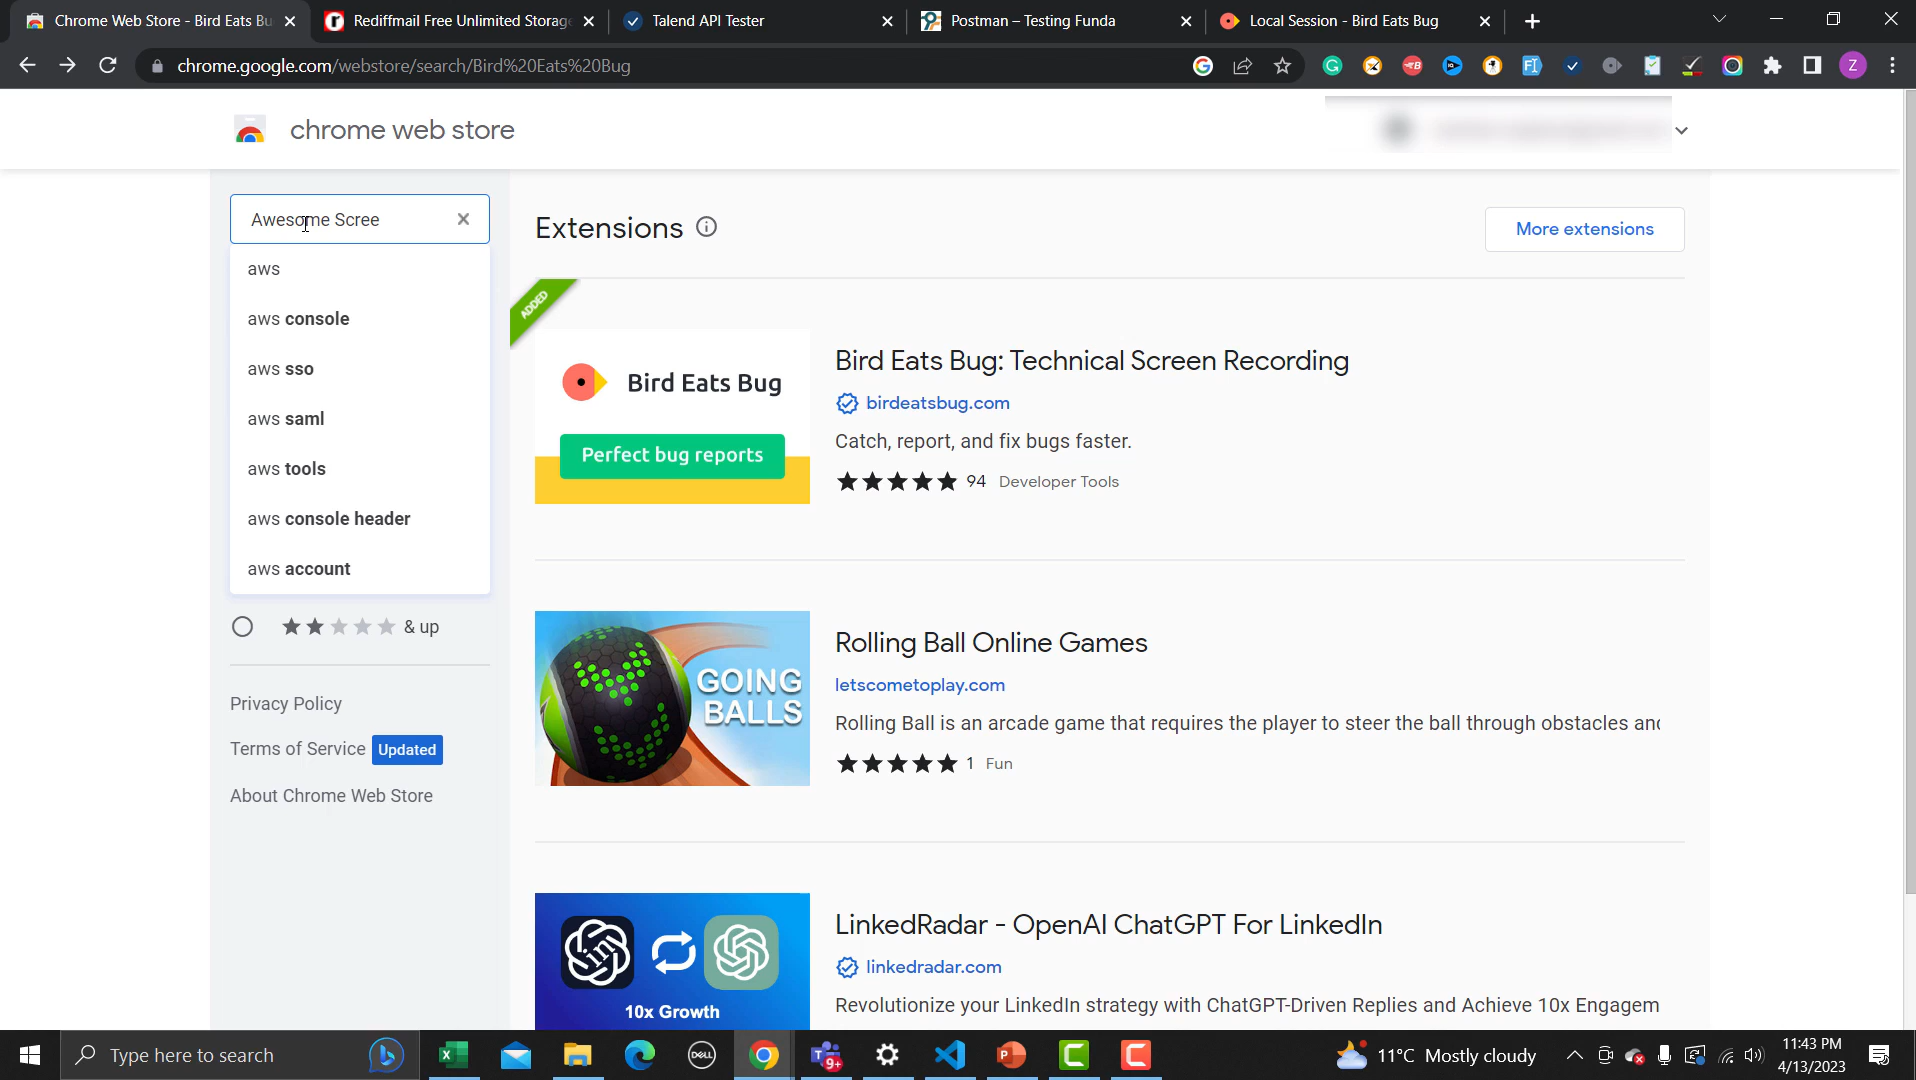 Chrome Web Store - Bird Eats Bu
Rediffmail Free Unlimited Storage
Talend API Tester
Postman – Testing Funda
Local Session - Bird Eats Bug
chrome.google.com/webstore/search/Bird%20Eats%20Bug
Z
chrome web store
Awesome Scree
aws
aws console
aws sso
aws saml
aws tools
aws console header
aws account
& up
Privacy Policy
Terms of Service Updated
About Chrome Web Store
Extensions
More extensions
ADDED
Bird Eats Bug
Perfect bug reports
Bird Eats Bug: Technical Screen Recording
birdeatsbug.com
Catch, report, and fix bugs faster.
94 Developer Tools
GOING
BALLS
Rolling Ball Online Games
letscometoplay.com
Rolling Ball is an arcade game that requires the player to steer the ball through obstacles and
1 Fun
10x Growth
LinkedRadar - OpenAI ChatGPT For LinkedIn
linkedradar.com
Revolutionize your LinkedIn strategy with ChatGPT-Driven Replies and Achieve 10x Engagem
Type here to search
DELL
9+
11°C Mostly cloudy
11:43 PM
4/13/2023